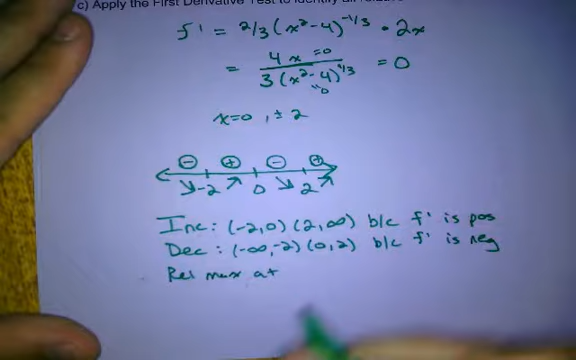 c) Apply the First Derivative Test to identify all
f' = 2/3 (x²-4)^-1/3 • 2x
= 4x =0 / 3(x²-4)^1/3 =0 = 0
x=0, ±2
⊖ ⊕ ⊖ ⊕
↘ -2 ↗ 0 ↘ 2 ↗
Inc: (-2,0) (2,∞) b/c f' is pos
Dec: (-∞,-2) (0,2) b/c f' is neg
Rel max at